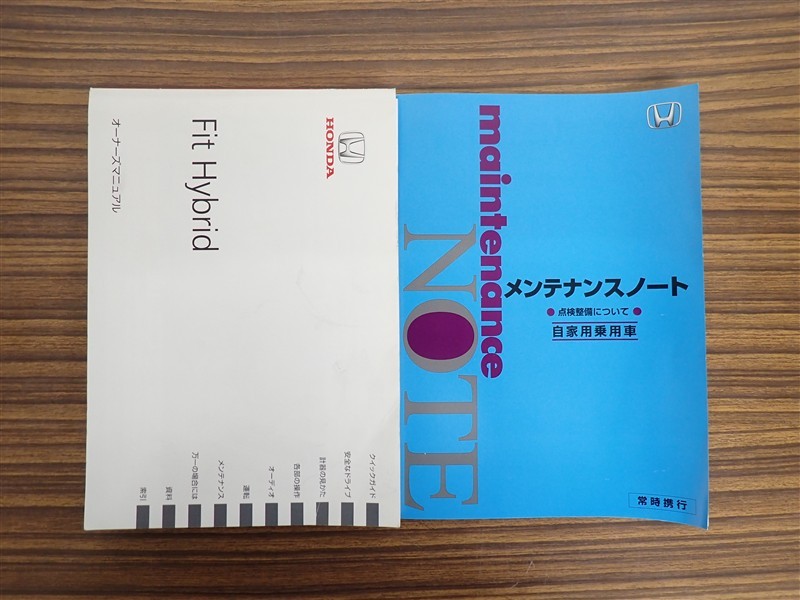 HONDA
Fit Hybrid
オーナーズマニュアル
クイックガイド
安全なドライブ
計器の見かた
各部の操作
オーディオ
運転
メンテナンス
万一の場合には
資料
索引
maintenance
NOTE
メンテナンスノート
● 点検整備について ●
自家用乗用車
常時携行